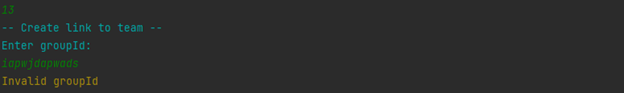 13
-- Create link to team --
Enter groupId:
iapwjdapwads
Invalid groupId